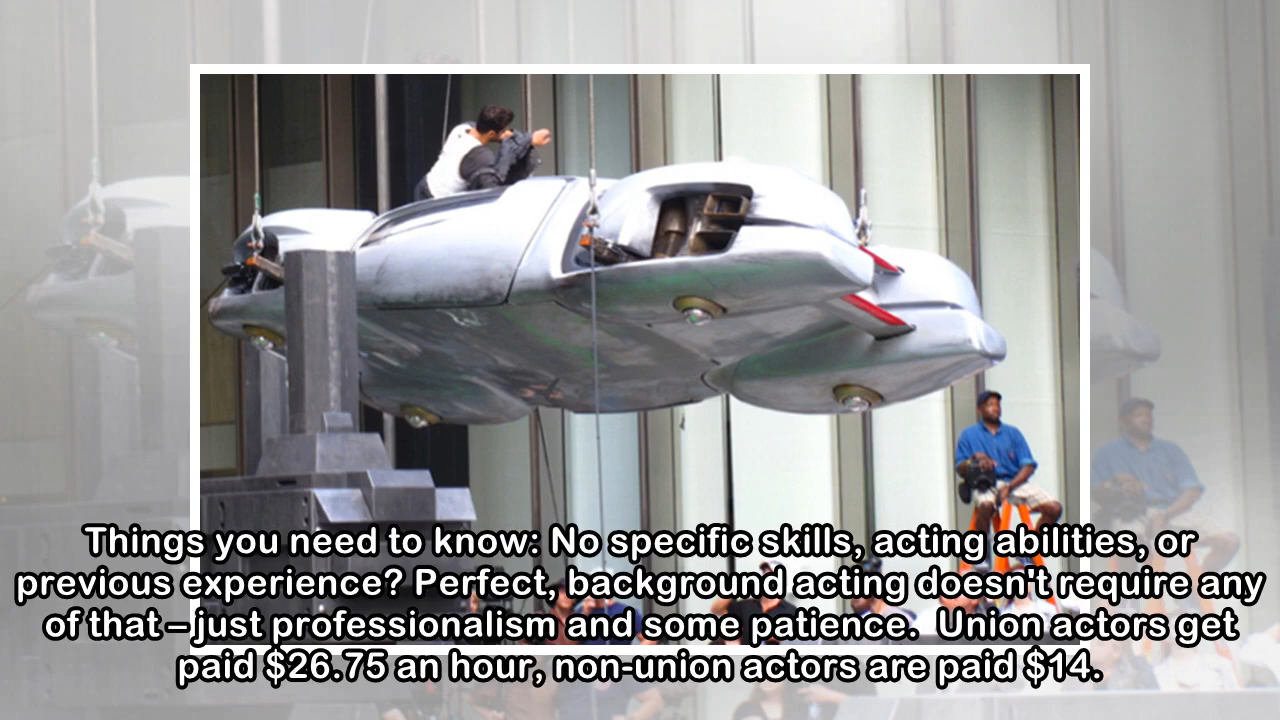 Things you need to know: No specific skills, acting abilities, or
previous experience? Perfect, background acting doesn't require any
of that – just professionalism and some patience.  Union actors get
paid $26.75 an hour, non-union actors are paid $14.